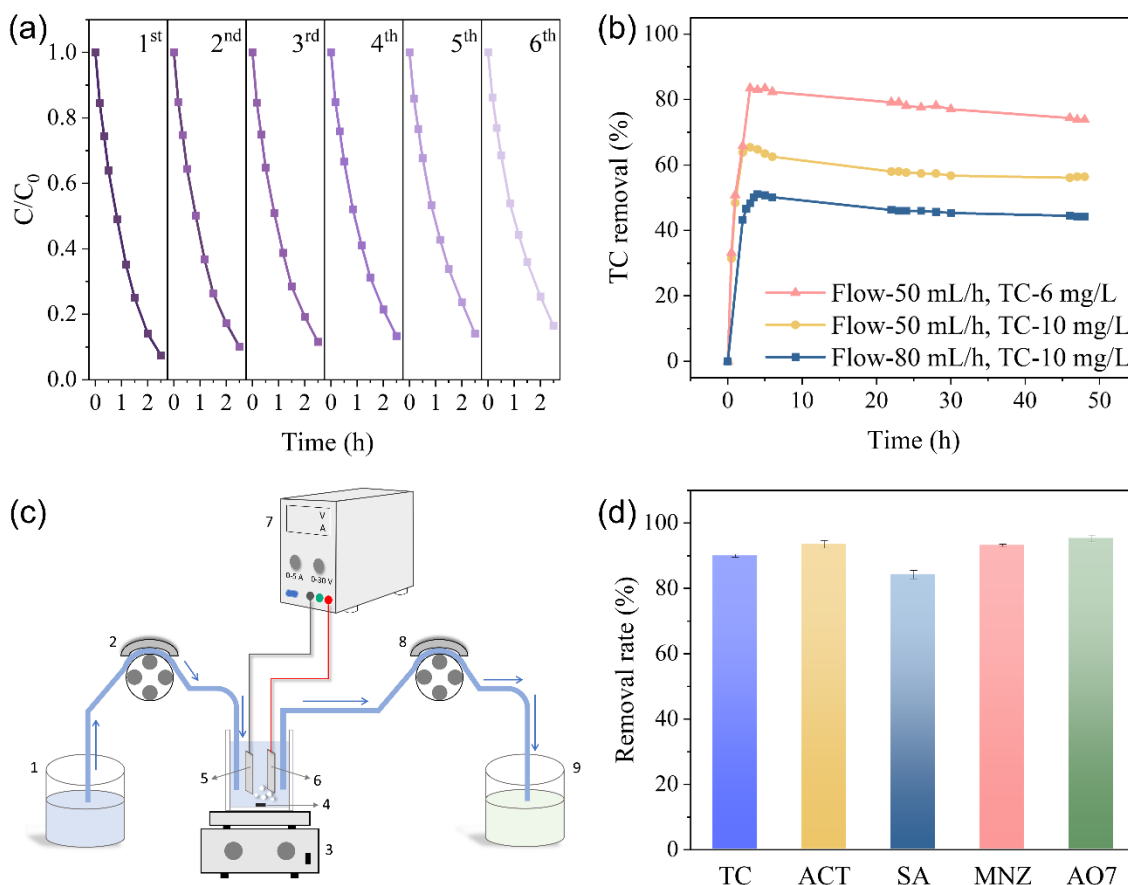 (a)
1.0
0.8
0.6
0.4
0.2
0.0
C/C0
1st
2nd
3rd
4th
5th
6th
0 1 2 0 1 2 0 1 2 0 1 2 0 1 2 0 1 2
Time (h)
(b)
100
80
60
40
20
0
TC removal (%)
Flow-50 mL/h, TC-6 mg/L
Flow-50 mL/h, TC-10 mg/L
Flow-80 mL/h, TC-10 mg/L
0 10 20 30 40 50
Time (h)
(c)
7
V
A
0-5 A 0-30 V
2
8
1
5
6
4
3
9
(d)
100
80
60
40
20
0
Removal rate (%)
TC ACT SA MNZ AO7